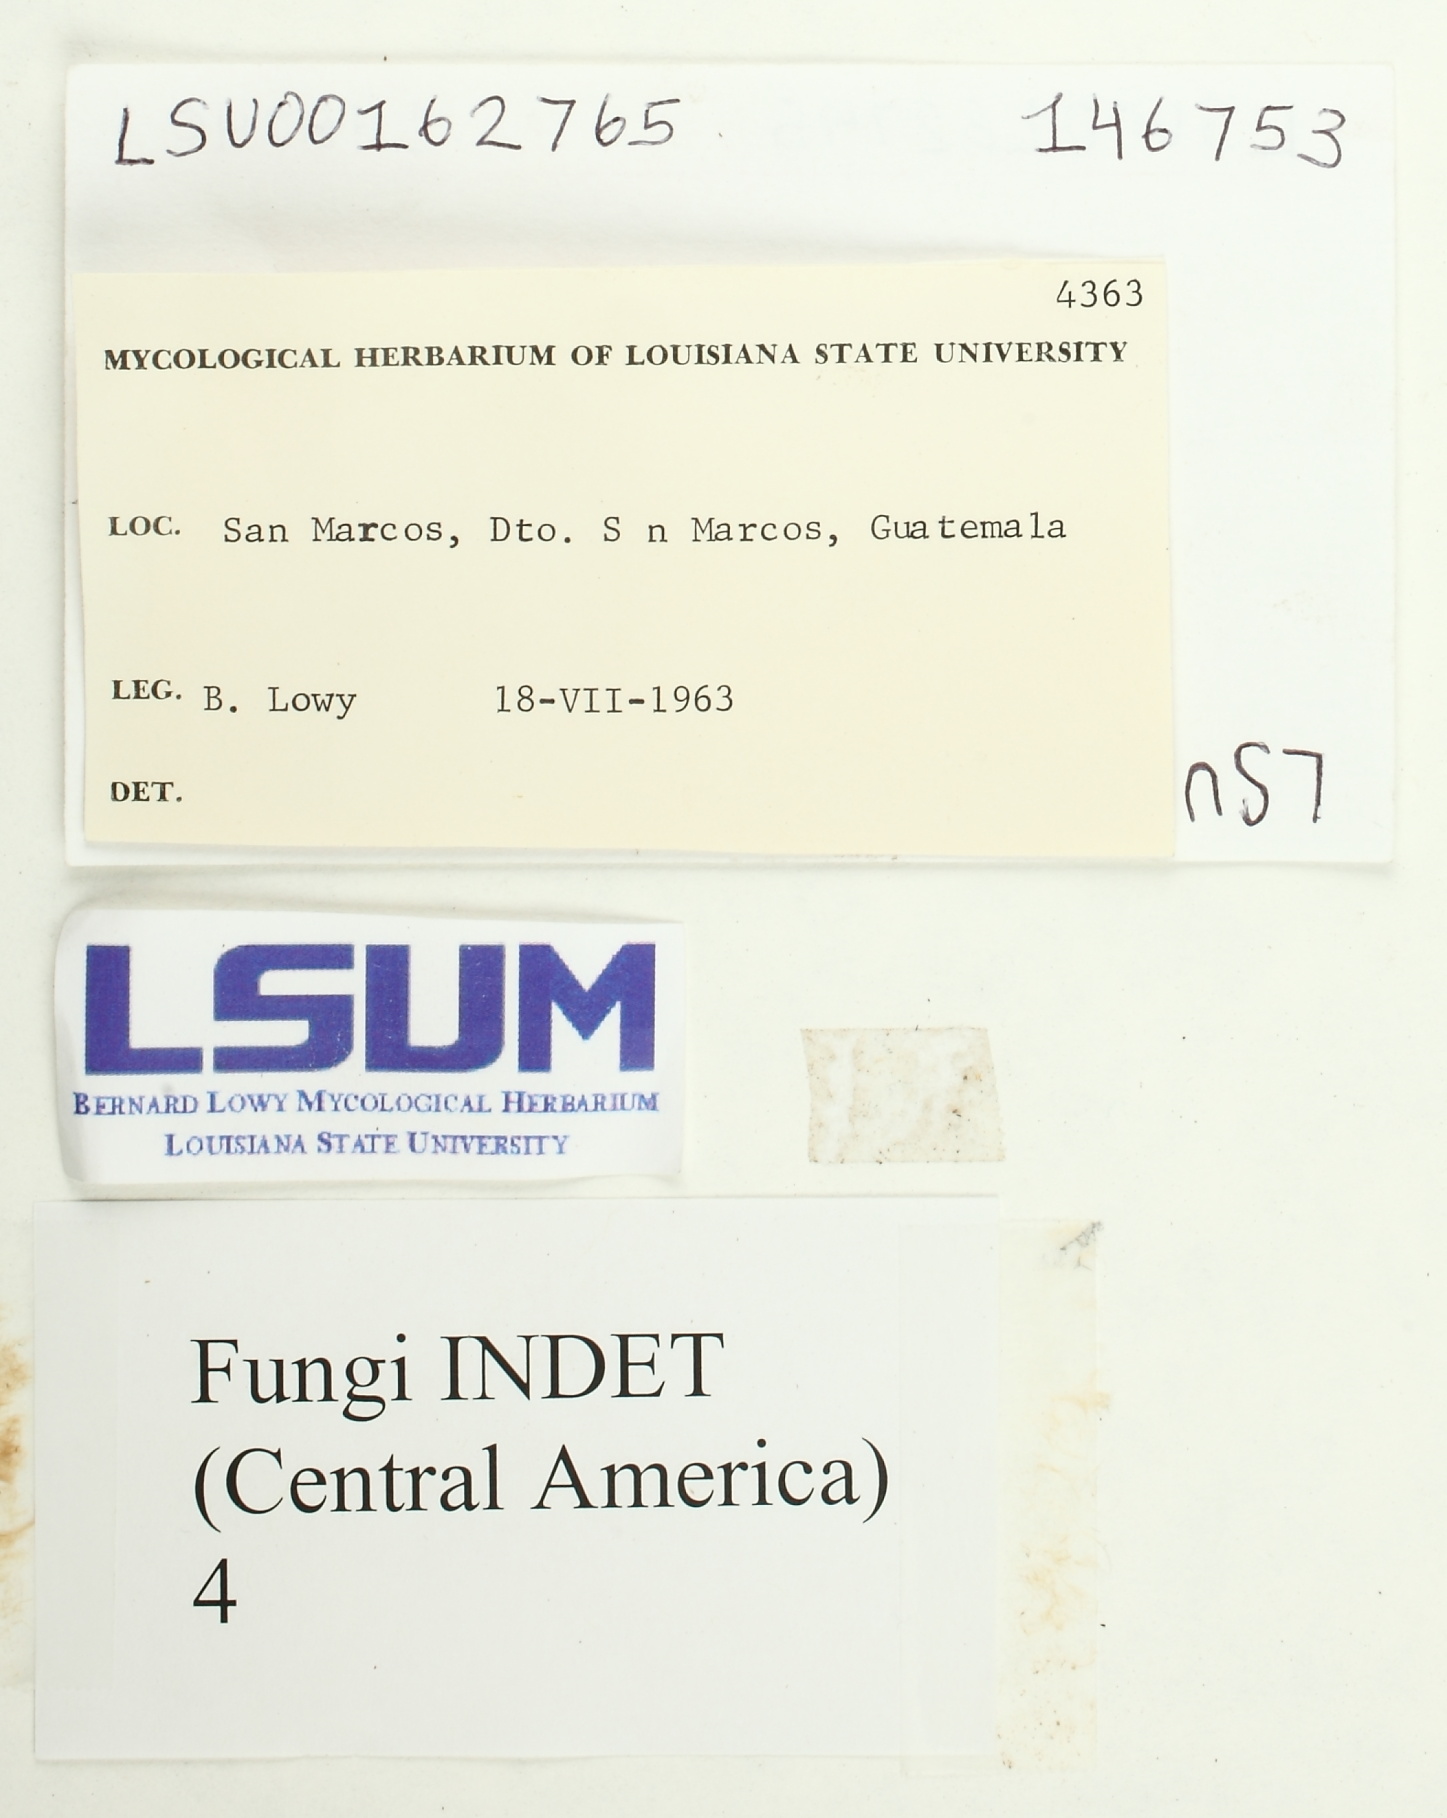 LSU00162765 146753
4363
MYCOLOGICAL HERBARIUM OF LOUISIANA STATE UNIVERSITY
LOC. San Marcos, Dto. S n Marcos, Guatemala
LEG. B. Lowy 18-VII-1963
DET.
LSUM
BERNARD LOWY MYCOLOGICAL HERBARIUM
LOUISIANA STATE UNIVERSITY
Fungi INDET
(Central America)
4